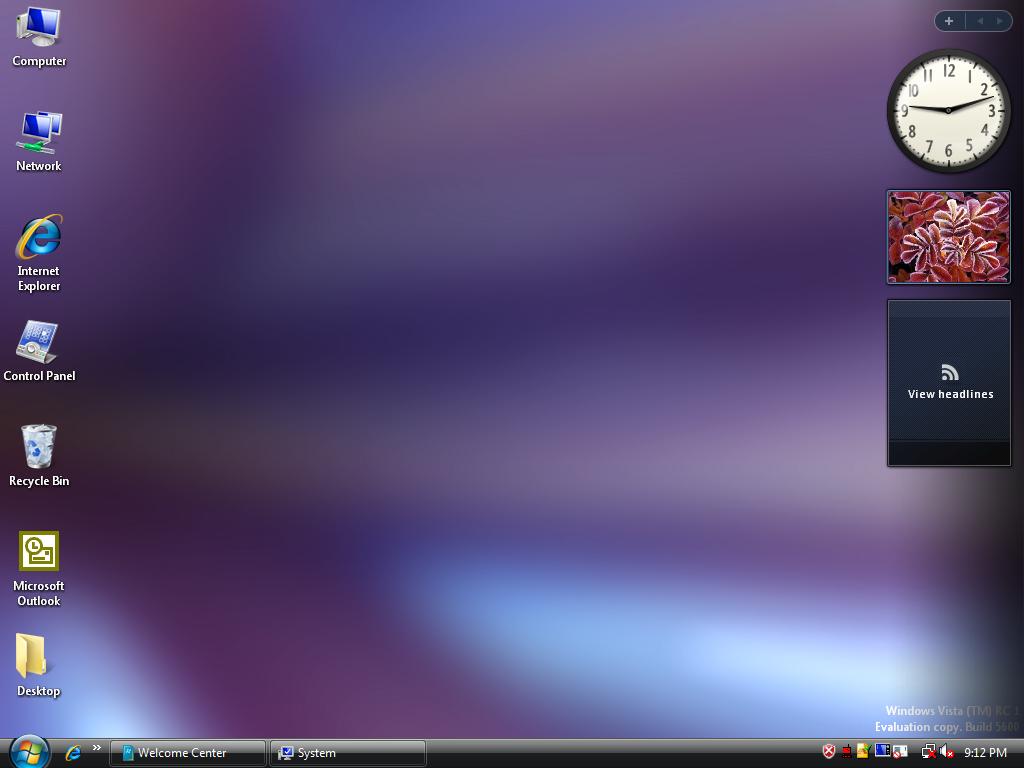 Computer
Network
Internet
Explorer
Control Panel
Recycle Bin
Microsoft
Outlook
Desktop
12
1
2
3
4
5
6
7
8
9
10
11
View headlines
Windows Vista (TM) RC 1
Evaluation copy. Build 5600
Welcome Center
System
9:12 PM